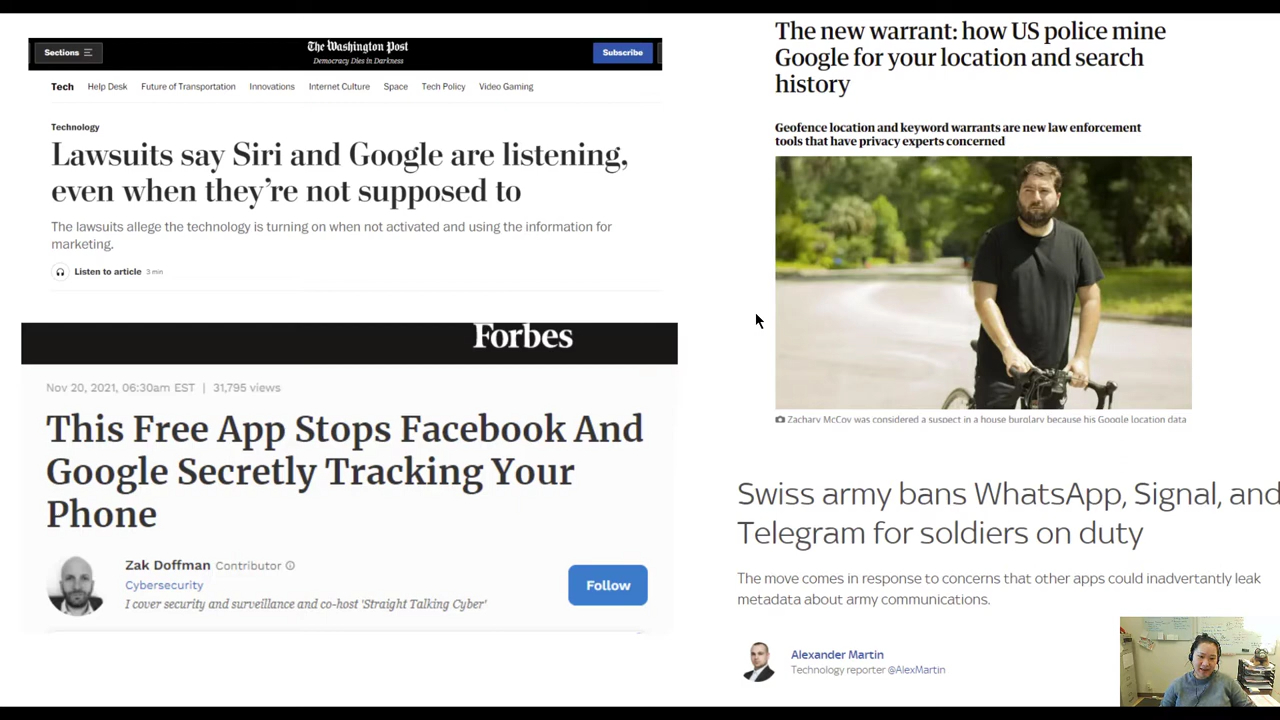 Sections
The Washington Post
Democracy Dies in Darkness
Subscribe
Tech Help Desk Future of Transportation Innovations Internet Culture Space Tech Policy Video Gaming
Technology
Lawsuits say Siri and Google are listening,
even when they're not supposed to
The lawsuits allege the technology is turning on when not activated and using the information for
marketing.
Listen to article 3 min
Forbes
Nov 20, 2021, 06:30am EST | 31,795 views
This Free App Stops Facebook And
Google Secretly Tracking Your
Phone
Zak Doffman Contributor
Cybersecurity
I cover security and surveillance and co-host 'Straight Talking Cyber'
Follow
The new warrant: how US police mine
Google for your location and search
history
Geofence location and keyword warrants are new law enforcement
tools that have privacy experts concerned
Zachary McCoy was considered a suspect in a house burglary because his Google location data
Swiss army bans WhatsApp, Signal, and
Telegram for soldiers on duty
The move comes in response to concerns that other apps could inadvertantly leak
metadata about army communications.
Alexander Martin
Technology reporter @AlexMartin